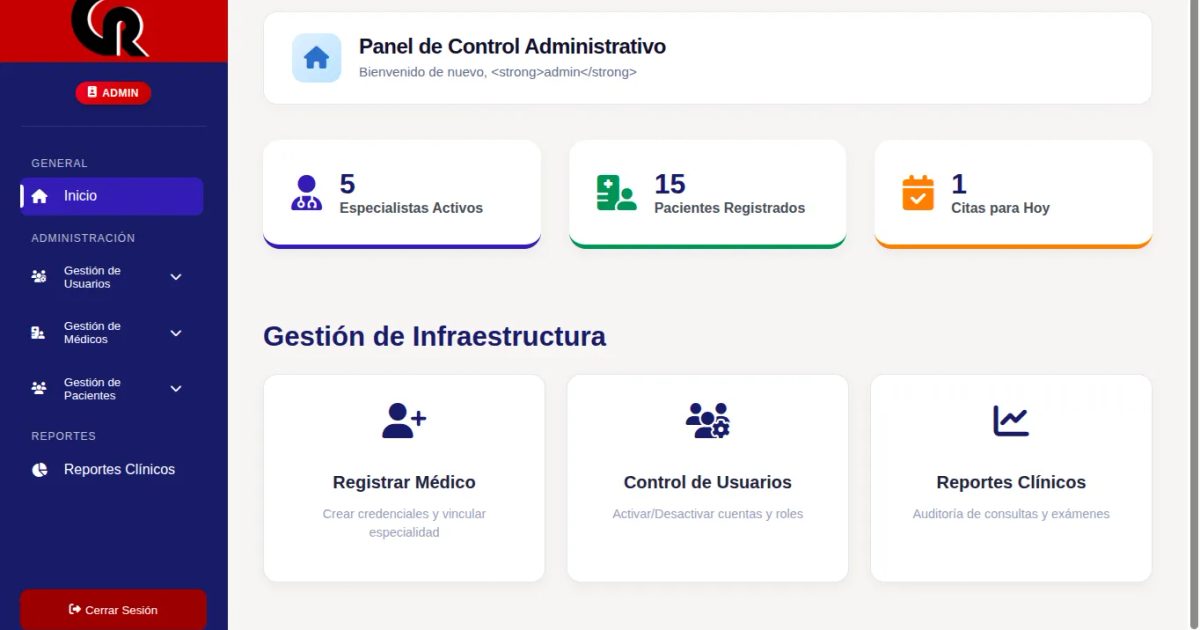 ADMIN
GENERAL
Inicio
ADMINISTRACIÓN
Gestión de
Usuarios
Gestión de
Médicos
Gestión de
Pacientes
REPORTES
Reportes Clínicos
Cerrar Sesión
Panel de Control Administrativo
Bienvenido de nuevo, <strong>admin</strong>
5
Especialistas Activos
15
Pacientes Registrados
1
Citas para Hoy
Gestión de Infraestructura
Registrar Médico
Crear credenciales y vincular
especialidad
Control de Usuarios
Activar/Desactivar cuentas y roles
Reportes Clínicos
Auditoría de consultas y exámenes